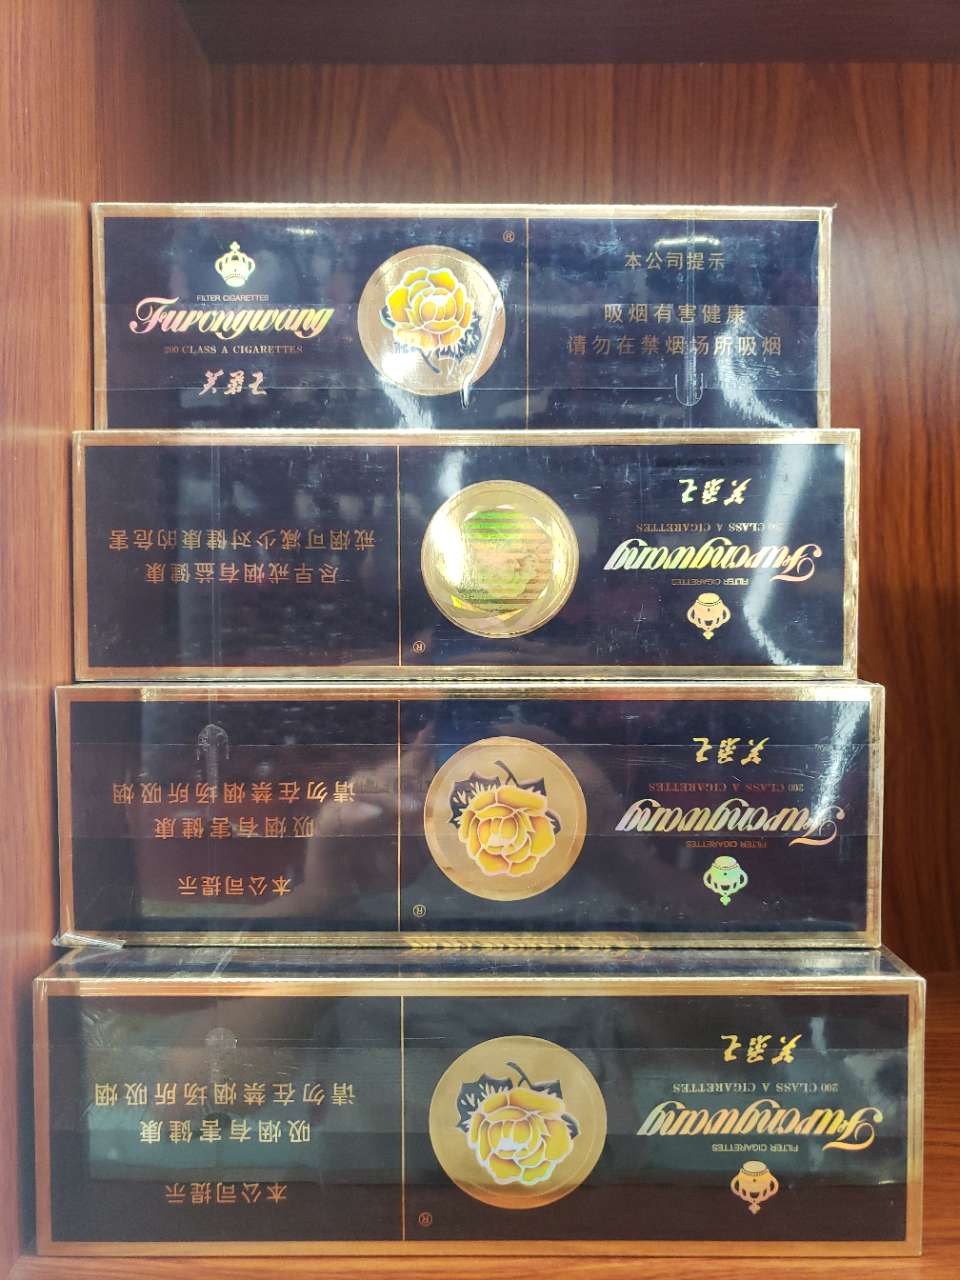 FILTER CIGARETTES
Furongwang
200 CLASS A CIGARETTES
芙蓉王
®
本公司提示
吸烟有害健康
请勿在禁烟场所吸烟
FILTER CIGARETTES
Furongwang
200 CLASS A CIGARETTES
芙蓉王
®
尽早戒烟有益健康
戒烟可减少对健康的危害
FILTER CIGARETTES
Furongwang
200 CLASS A CIGARETTES
芙蓉王
®
本公司提示
吸烟有害健康
请勿在禁烟场所吸烟
FILTER CIGARETTES
Furongwang
200 CLASS A CIGARETTES
芙蓉王
®
本公司提示
吸烟有害健康
请勿在禁烟场所吸烟